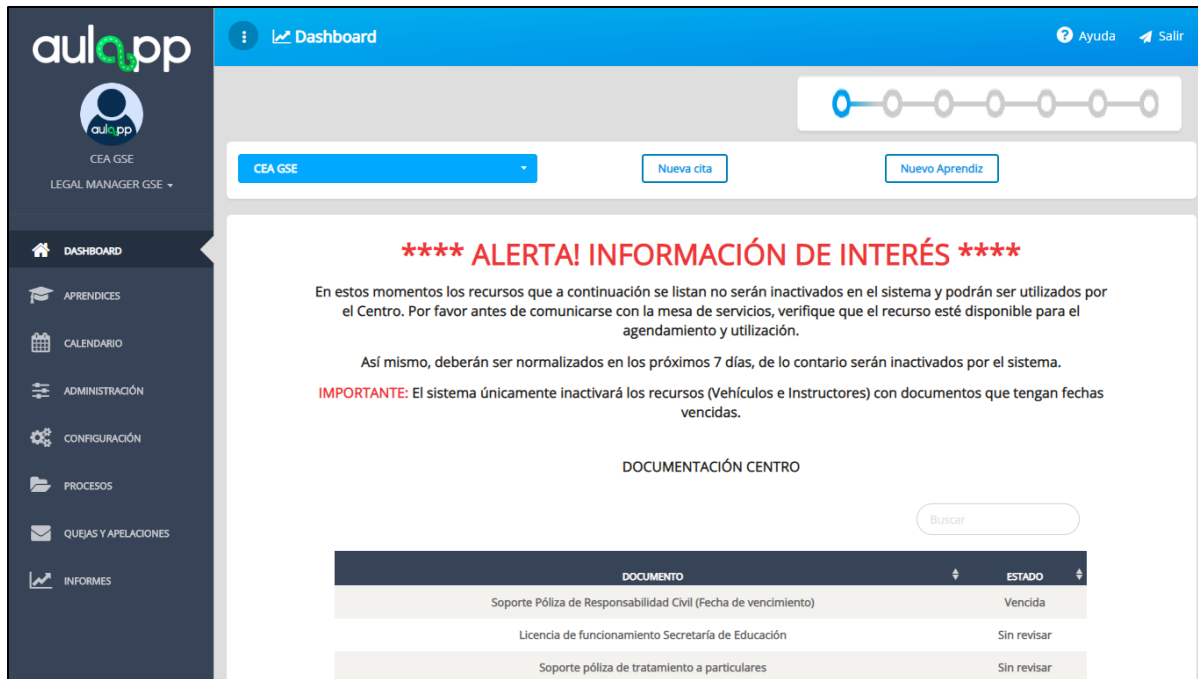 aulapp
Dashboard
Ayuda
Salir
aulapp
CEA GSE
LEGAL MANAGER GSE
CEA GSE
Nueva cita
Nuevo Aprendiz
DASHBOARD
APRENDICES
CALENDARIO
ADMINISTRACIÓN
CONFIGURACIÓN
PROCESOS
QUEJAS Y APELACIONES
INFORMES
**** ALERTA! INFORMACIÓN DE INTERÉS ****
En estos momentos los recursos que a continuación se listan no serán inactivados en el sistema y podrán ser utilizados por
el Centro. Por favor antes de comunicarse con la mesa de servicios, verifique que el recurso esté disponible para el
agendamiento y utilización.
Así mismo, deberán ser normalizados en los próximos 7 días, de lo contario serán inactivados por el sistema.
IMPORTANTE: El sistema únicamente inactivará los recursos (Vehículos e Instructores) con documentos que tengan fechas
vencidas.
DOCUMENTACIÓN CENTRO
Buscar
DOCUMENTO ESTADO
Soporte Póliza de Responsabilidad Civil (Fecha de vencimiento) Vencida
Licencia de funcionamiento Secretaría de Educación Sin revisar
Soporte póliza de tratamiento a particulares Sin revisar